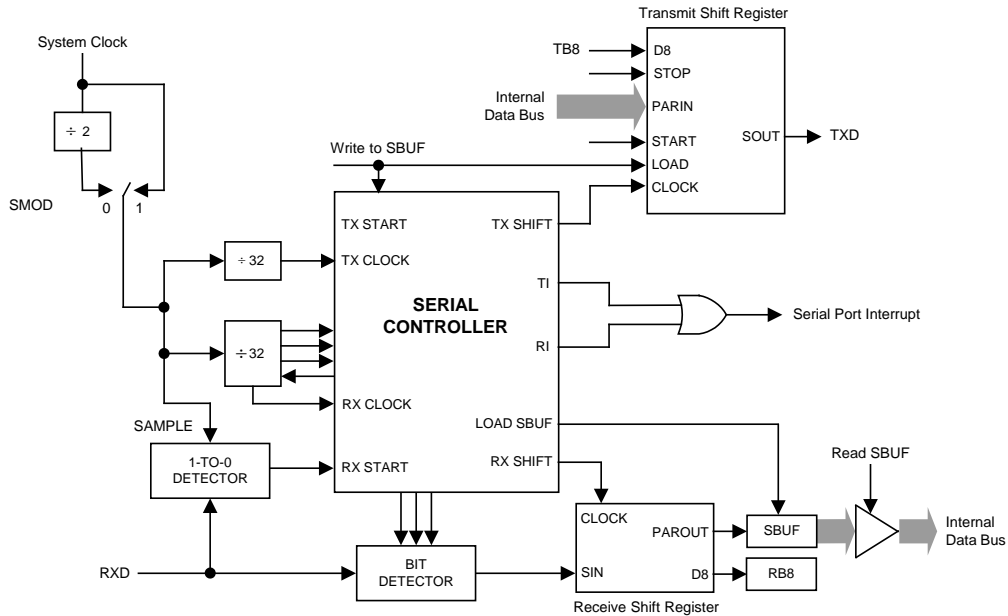 Transmit Shift Register
System Clock
TB8
D8
STOP
Internal
Data Bus
PARIN
÷ 2
START
SOUT
TXD
Write to SBUF
LOAD
CLOCK
SMOD
0
1
TX START
TX SHIFT
÷ 32
TX CLOCK
TI
SERIAL
CONTROLLER
Serial Port Interrupt
÷ 32
RI
RX CLOCK
SAMPLE
LOAD SBUF
1-TO-0
DETECTOR
RX START
RX SHIFT
Read SBUF
CLOCK
PAROUT
SBUF
Internal
Data Bus
RXD
BIT
DETECTOR
SIN
D8
RB8
Receive Shift Register